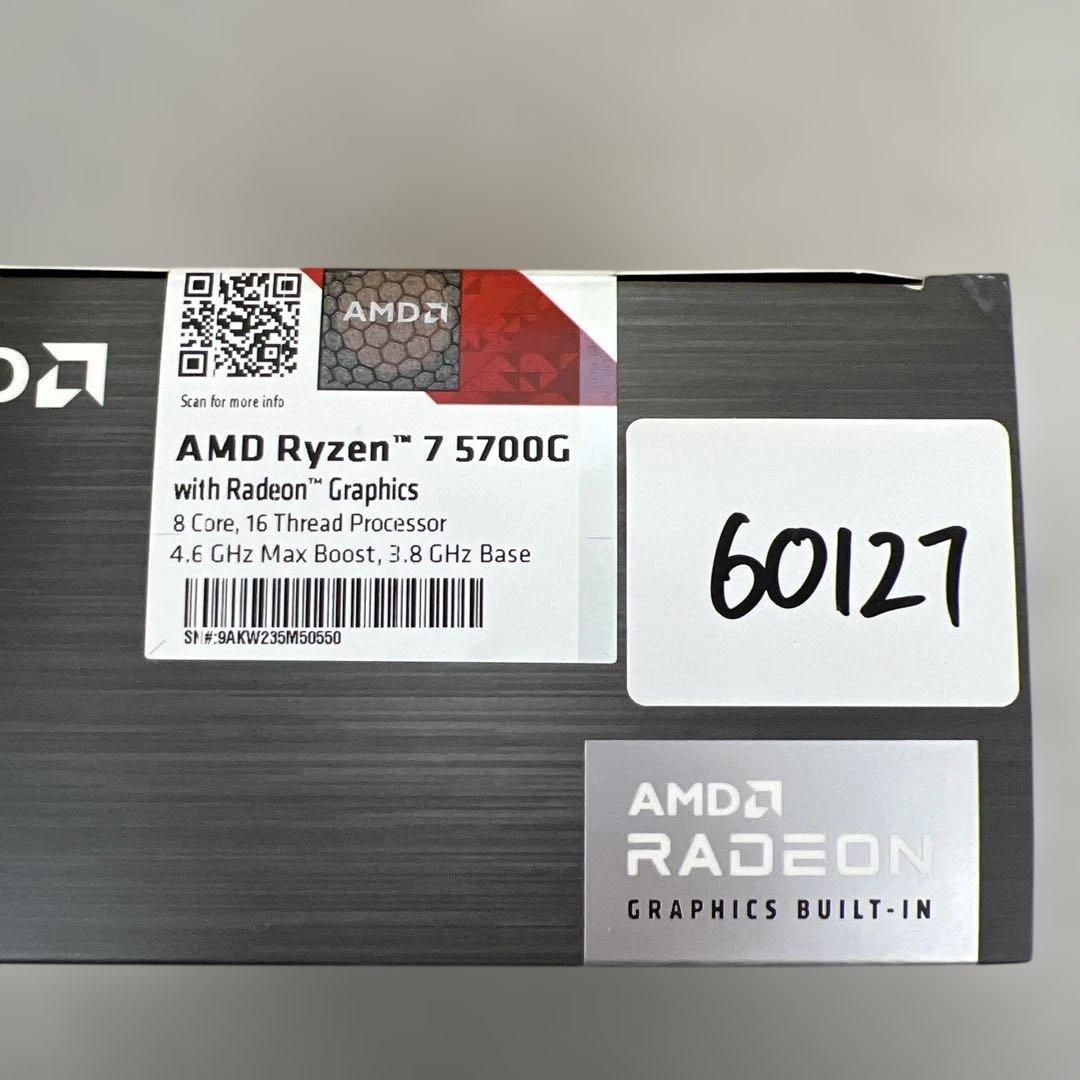 AMD
Scan for more info
AMD Ryzen™ 7 5700G
with Radeon™ Graphics
8 Core, 16 Thread Processor
4.6 GHz Max Boost, 3.8 GHz Base
SN#:9AKW235M50550
60127
AMD
RADEON
GRAPHICS BUILT-IN